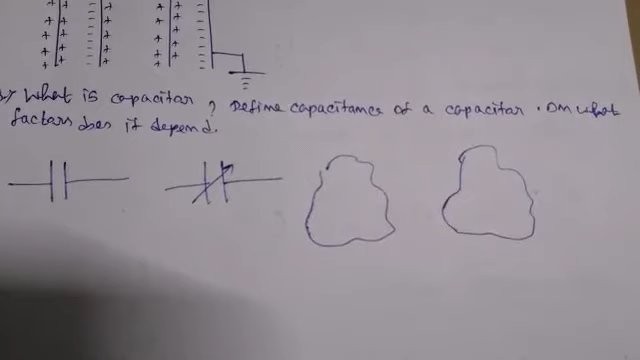 What is capacitar ? Define capacitance of a capacitar . On what
factors does it depend.